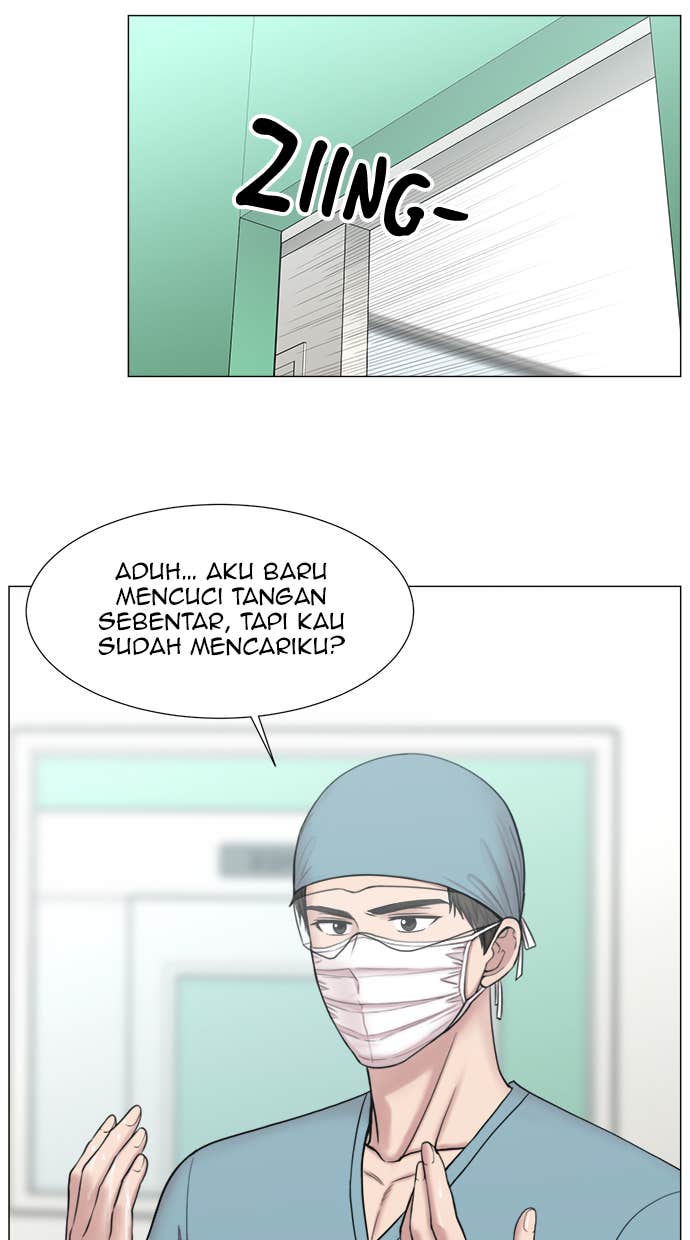 ZIING-
ADUH... AKU BARU
MENCUCI TANGAN
SEBENTAR, TAPI KAU
SUDAH MENCARIKU?